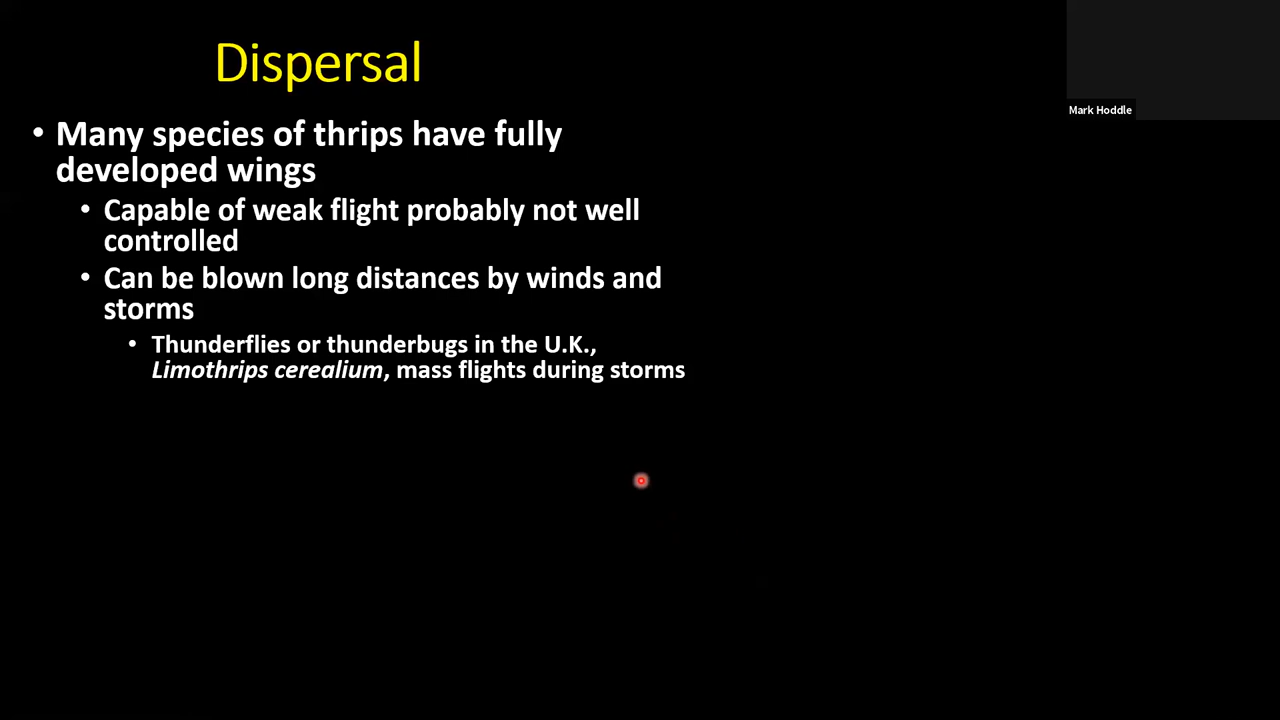 Dispersal
Mark Hoddle
• Many species of thrips have fully
developed wings
• Capable of weak flight probably not well
controlled
• Can be blown long distances by winds and
storms
• Thunderflies or thunderbugs in the U.K.,
Limothrips cerealium, mass flights during storms